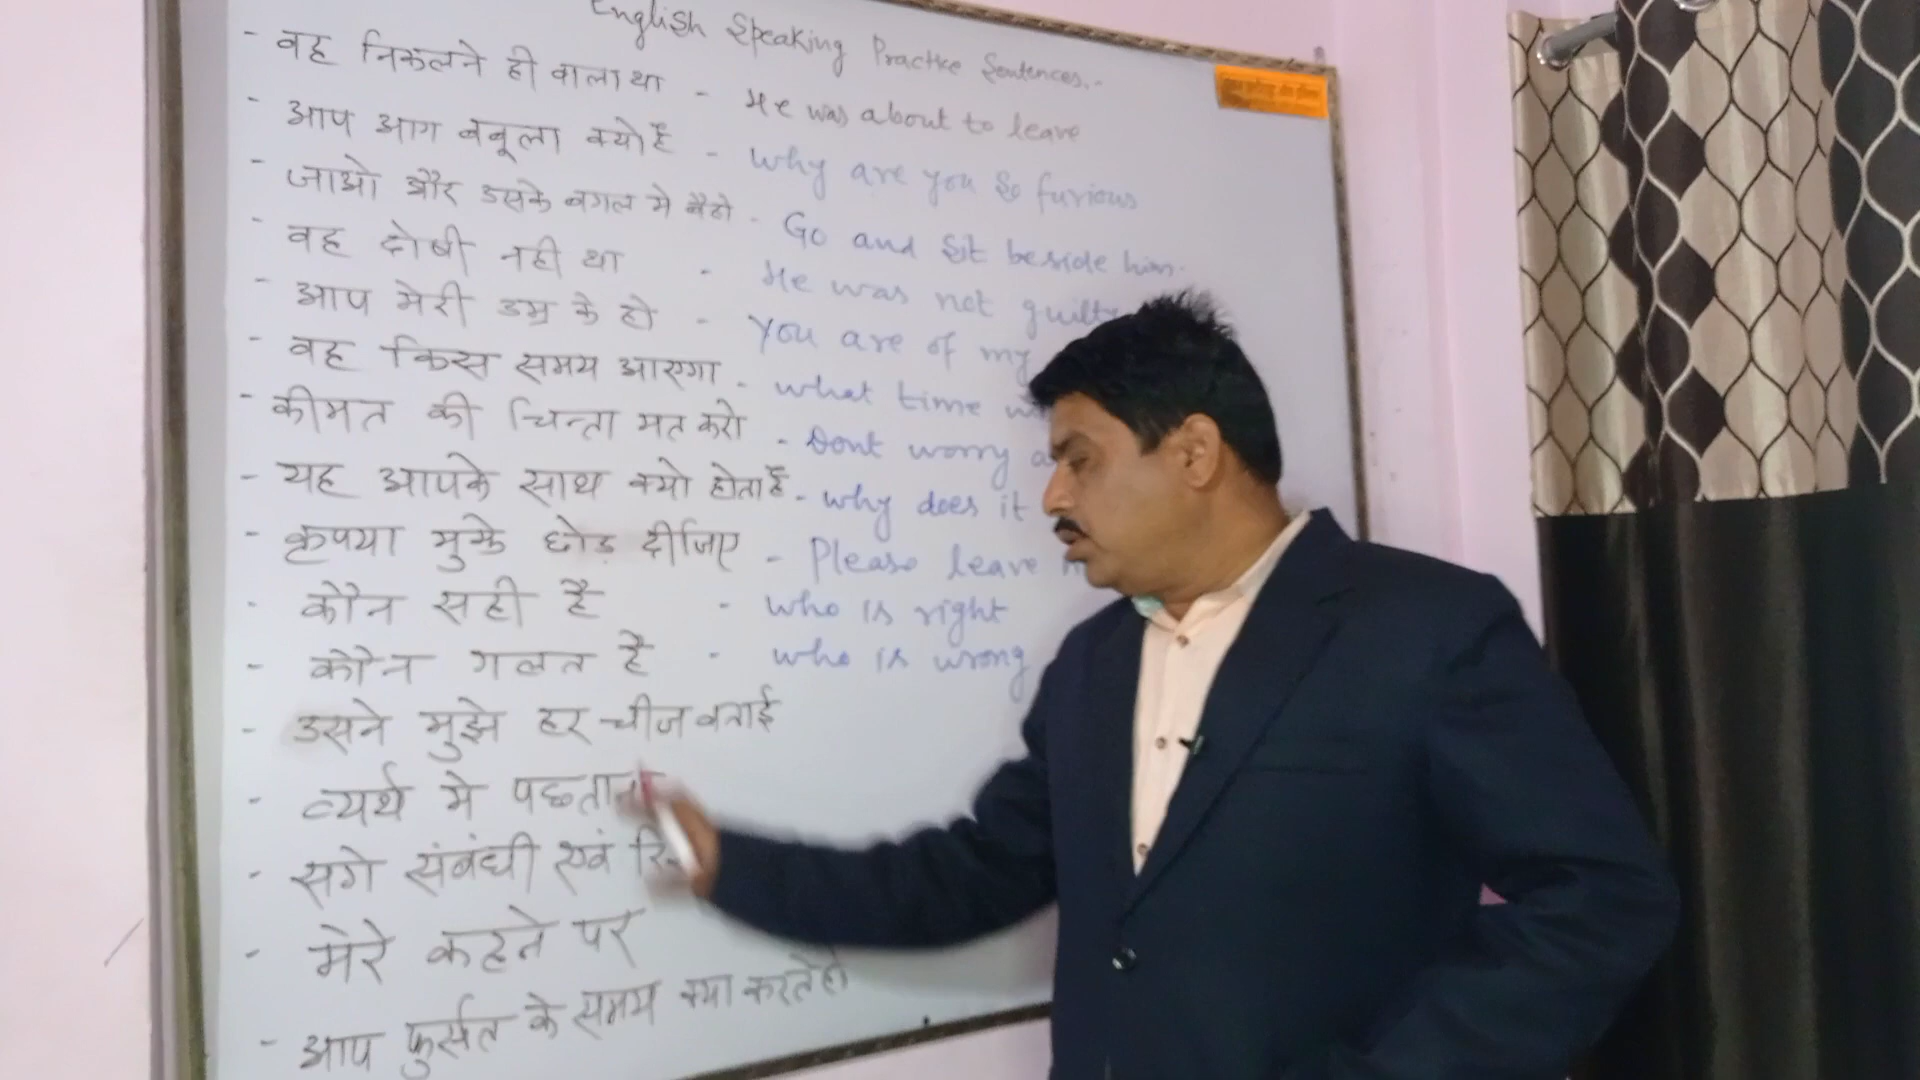 English Speaking Practice Sentences.-
- वह निकलने ही वाला था - He was about to leave
- आप आग बबूला क्यो है - Why are you so furious
- जाओ और उसके बगल मे बैठो - Go and sit beside him.
- वह दोषी नही था - He was not guilty
- आप मेरी उम्र के हो - You are of my
- वह किस समय आएगा - what time
- कीमत की चिन्ता मत करो - Dont worry
- यह आपके साथ क्यो होता है - why does it
- कृपया मुझे छोड़ दीजिए - Please leave
- कौन सही है - who is right
- कौन गलत है - who is wrong
- उसने मुझे हर चीज बताई
- व्यर्थ मे
- सगे संबंधी एवं
- मेरे कहने पर
- आप फुर्सत के समय क्या करते हो